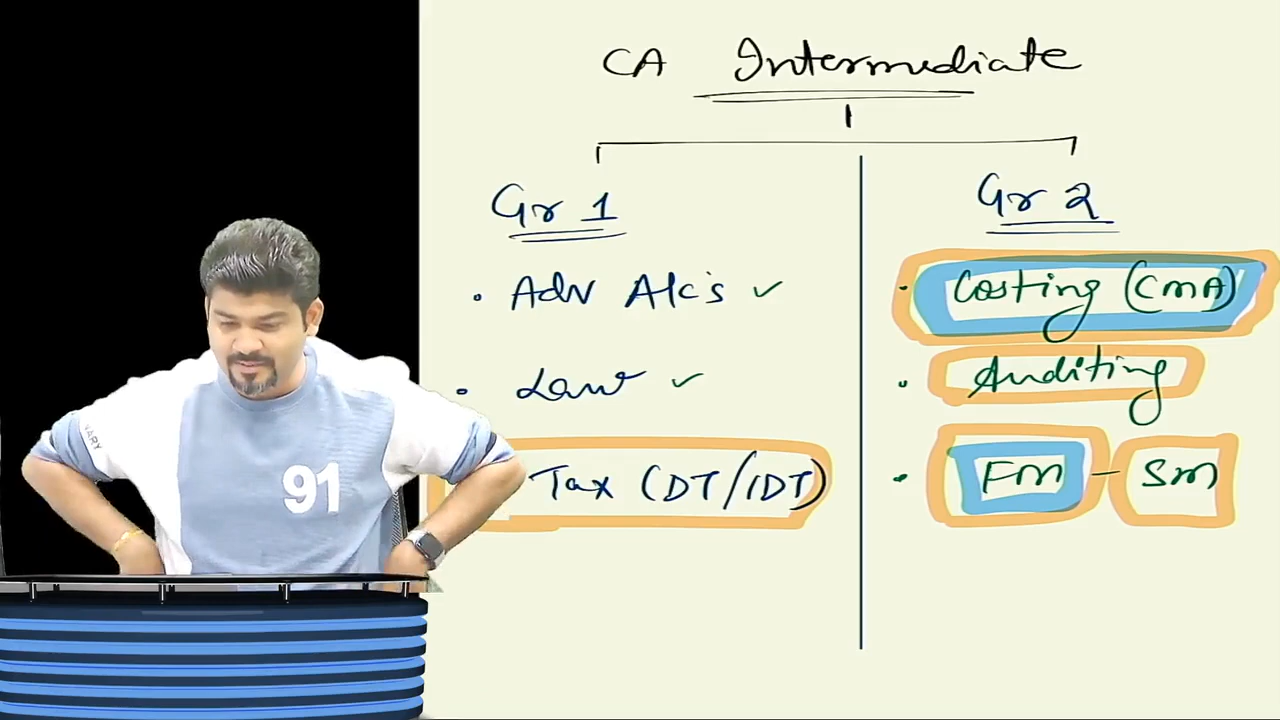 CA Intermediate
Gr 1
• Adv A/c's ✓
• Law ✓
Tax (DT/IDT)
Gr 2
• Costing (CMA)
• Auditing
• FM - SM
91